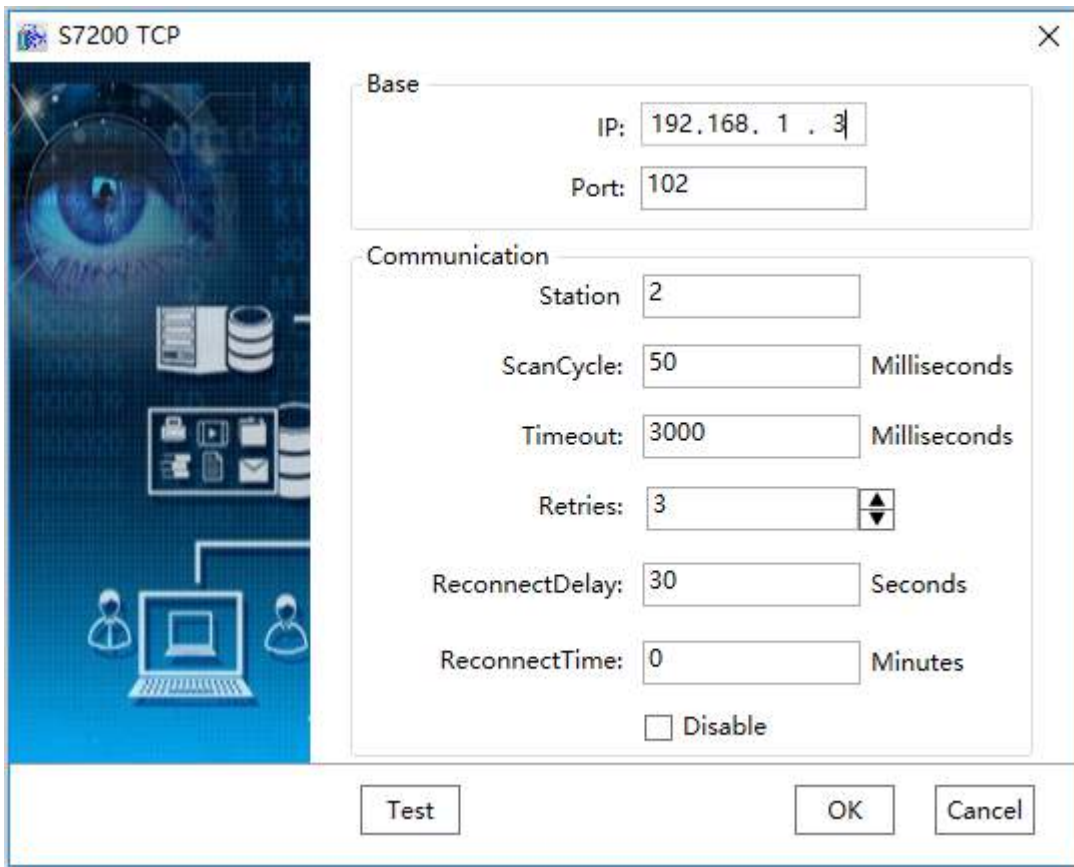 S7200 TCP
Base
IP: 192.168. 1 . 3
Port: 102
Communication
Station 2
ScanCycle: 50 Milliseconds
Timeout: 3000 Milliseconds
Retries: 3
ReconnectDelay: 30 Seconds
ReconnectTime: 0 Minutes
Disable
Test OK Cancel